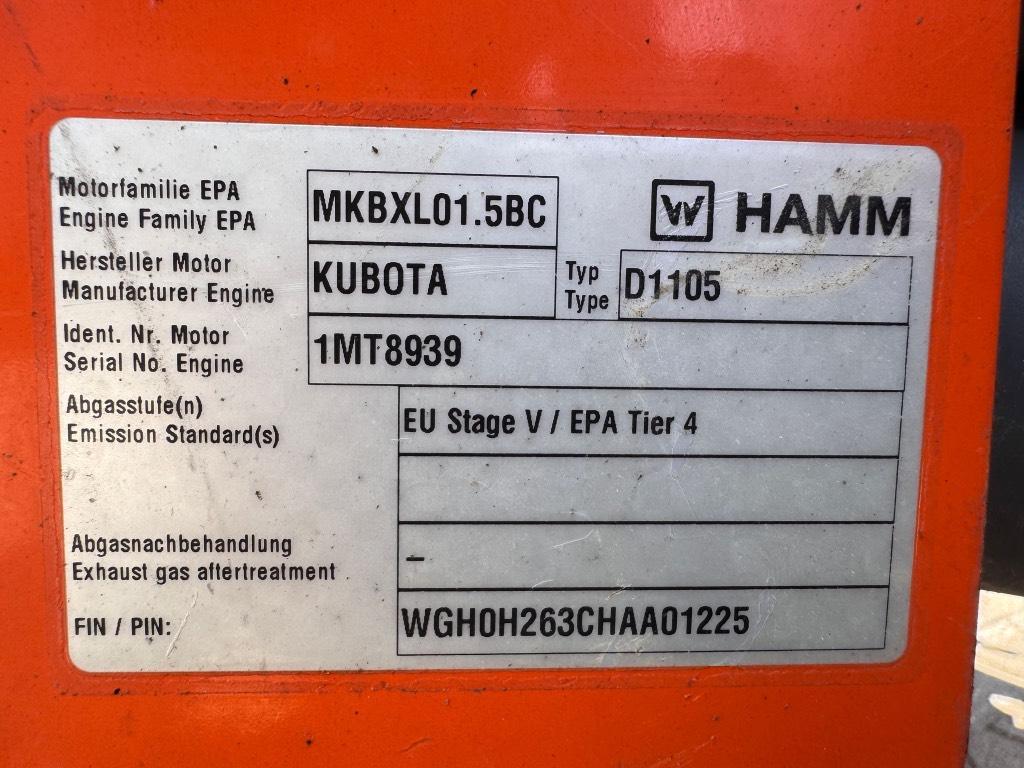 W HAMM
Motorfamilie EPA
Engine Family EPA
MKBXL01.5BC
Hersteller Motor
Manufacturer Engine
KUBOTA
Typ
Type
D1105
Ident. Nr. Motor
Serial No. Engine
1MT8939
Abgasstufe(n)
Emission Standard(s)
EU Stage V / EPA Tier 4
Abgasnachbehandlung
Exhaust gas aftertreatment
–
FIN / PIN:
WGH0H263CHAA01225